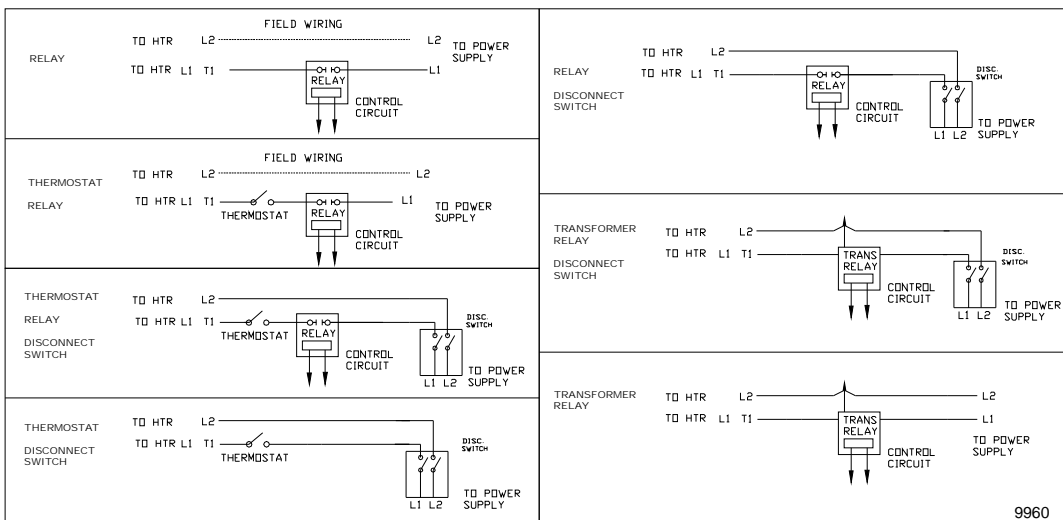 FIELD WIRING
RELAY
TO HTR L2 L2 TO POWER
SUPPLY
TO HTR L1 T1 L1
RELAY
CONTROL
CIRCUIT
FIELD WIRING
THERMOSTAT
RELAY
TO HTR L2 L2
TO HTR L1 T1 L1 TO POWER
SUPPLY
THERMOSTAT
RELAY
CONTROL
CIRCUIT
THERMOSTAT
RELAY
DISCONNECT
SWITCH
TO HTR L2
TO HTR L1 T1
THERMOSTAT
RELAY
CONTROL
CIRCUIT
DISC.
SWITCH
L1 L2 TO POWER
SUPPLY
THERMOSTAT
DISCONNECT
SWITCH
TO HTR L2
TO HTR L1 T1
THERMOSTAT
DISC.
SWITCH
L1 L2 TO POWER
SUPPLY
RELAY
DISCONNECT
SWITCH
TO HTR L2
TO HTR L1 T1
RELAY
CONTROL
CIRCUIT
DISC.
SWITCH
L1 L2 TO POWER
SUPPLY
TRANSFORMER
RELAY
DISCONNECT
SWITCH
TO HTR L2
TO HTR L1 T1
TRANS
RELAY
CONTROL
CIRCUIT
DISC.
SWITCH
L1 L2 TO POWER
SUPPLY
TRANSFORMER
RELAY
TO HTR L2 L2
TO HTR L1 T1 L1
TRANS
RELAY
CONTROL
CIRCUIT
TO POWER
SUPPLY
9960